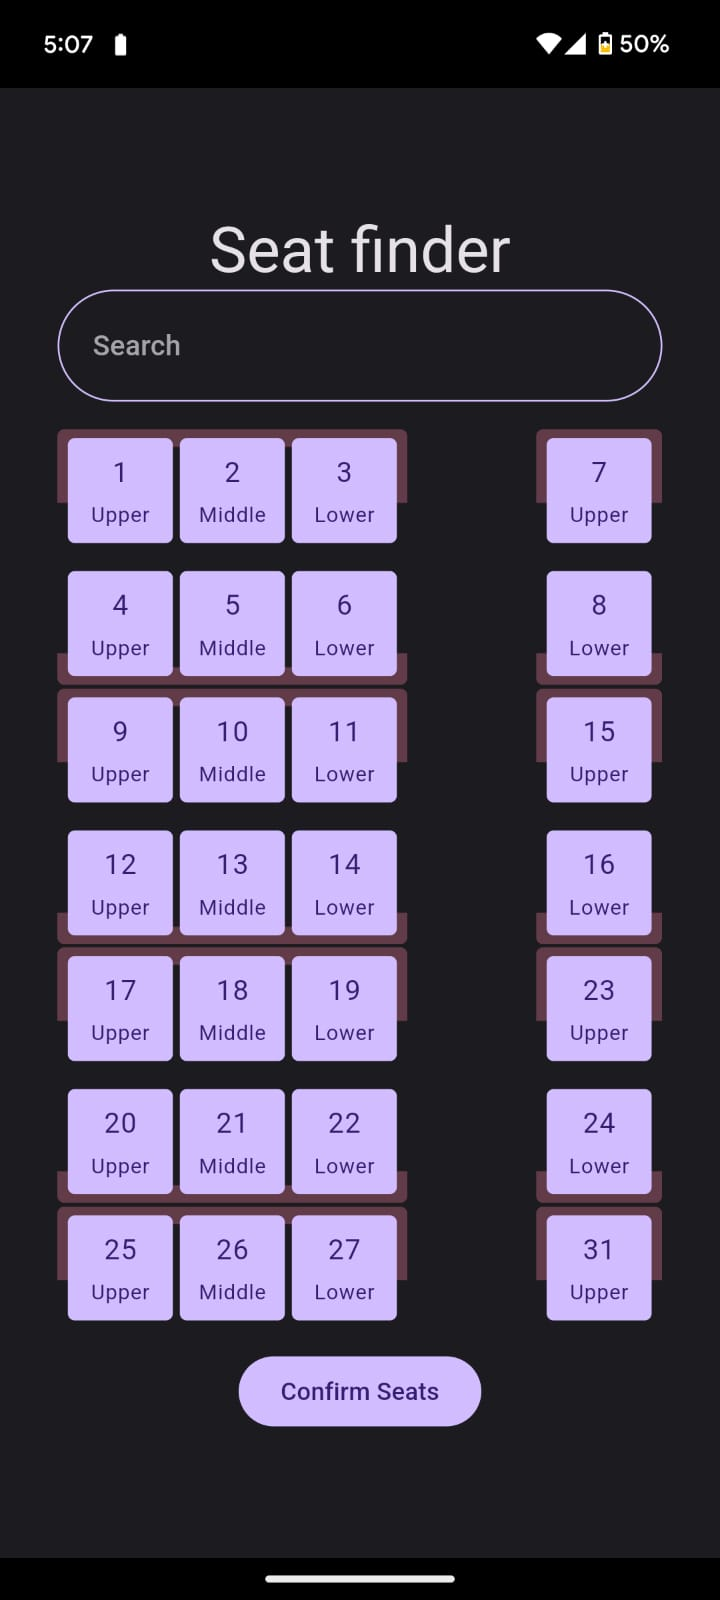 5:07 50%
Seat finder
Search
1 2 3 7
Upper Middle Lower Upper
4 5 6 8
Upper Middle Lower Lower
9 10 11 15
Upper Middle Lower Upper
12 13 14 16
Upper Middle Lower Lower
17 18 19 23
Upper Middle Lower Upper
20 21 22 24
Upper Middle Lower Lower
25 26 27 31
Upper Middle Lower Upper
Confirm Seats